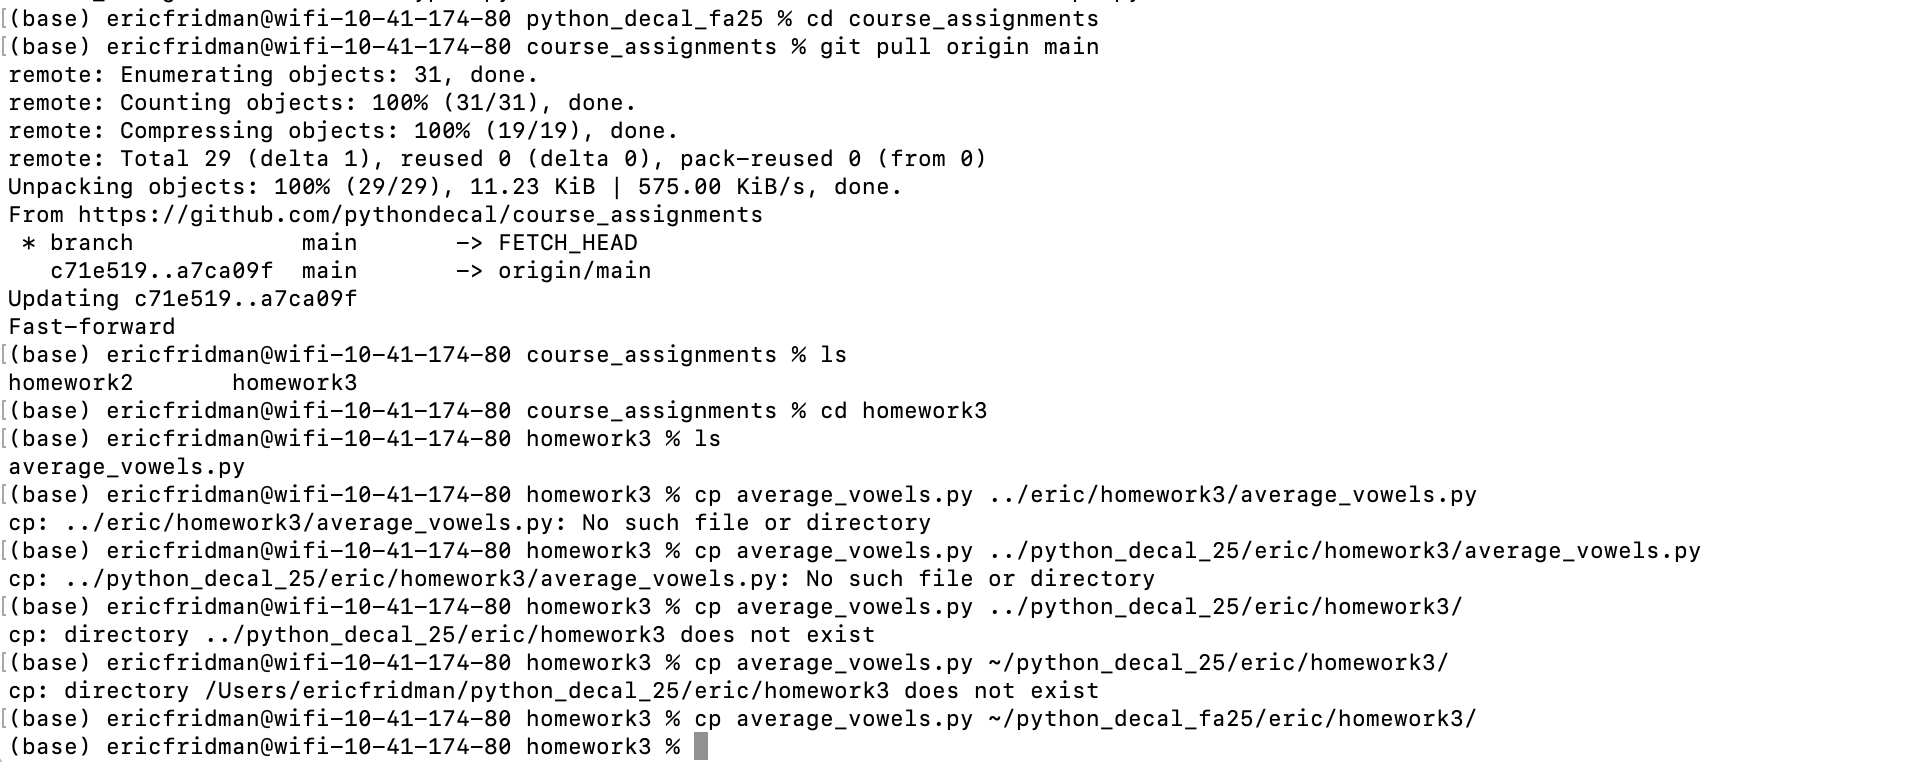 [(base) ericfridman@wifi-10-41-174-80 python_decal_fa25 % cd course_assignments
[(base) ericfridman@wifi-10-41-174-80 course_assignments % git pull origin main
remote: Enumerating objects: 31, done.
remote: Counting objects: 100% (31/31), done.
remote: Compressing objects: 100% (19/19), done.
remote: Total 29 (delta 1), reused 0 (delta 0), pack-reused 0 (from 0)
Unpacking objects: 100% (29/29), 11.23 KiB | 575.00 KiB/s, done.
From https://github.com/pythondecal/course_assignments
 * branch            main       -> FETCH_HEAD
   c71e519..a7ca09f  main       -> origin/main
Updating c71e519..a7ca09f
Fast-forward
[(base) ericfridman@wifi-10-41-174-80 course_assignments % ls
homework2       homework3
[(base) ericfridman@wifi-10-41-174-80 course_assignments % cd homework3
[(base) ericfridman@wifi-10-41-174-80 homework3 % ls
average_vowels.py
[(base) ericfridman@wifi-10-41-174-80 homework3 % cp average_vowels.py ../eric/homework3/average_vowels.py
cp: ../eric/homework3/average_vowels.py: No such file or directory
[(base) ericfridman@wifi-10-41-174-80 homework3 % cp average_vowels.py ../python_decal_25/eric/homework3/average_vowels.py
cp: ../python_decal_25/eric/homework3/average_vowels.py: No such file or directory
[(base) ericfridman@wifi-10-41-174-80 homework3 % cp average_vowels.py ../python_decal_25/eric/homework3/
cp: directory ../python_decal_25/eric/homework3 does not exist
[(base) ericfridman@wifi-10-41-174-80 homework3 % cp average_vowels.py ~/python_decal_25/eric/homework3/
cp: directory /Users/ericfridman/python_decal_25/eric/homework3 does not exist
[(base) ericfridman@wifi-10-41-174-80 homework3 % cp average_vowels.py ~/python_decal_fa25/eric/homework3/
(base) ericfridman@wifi-10-41-174-80 homework3 %